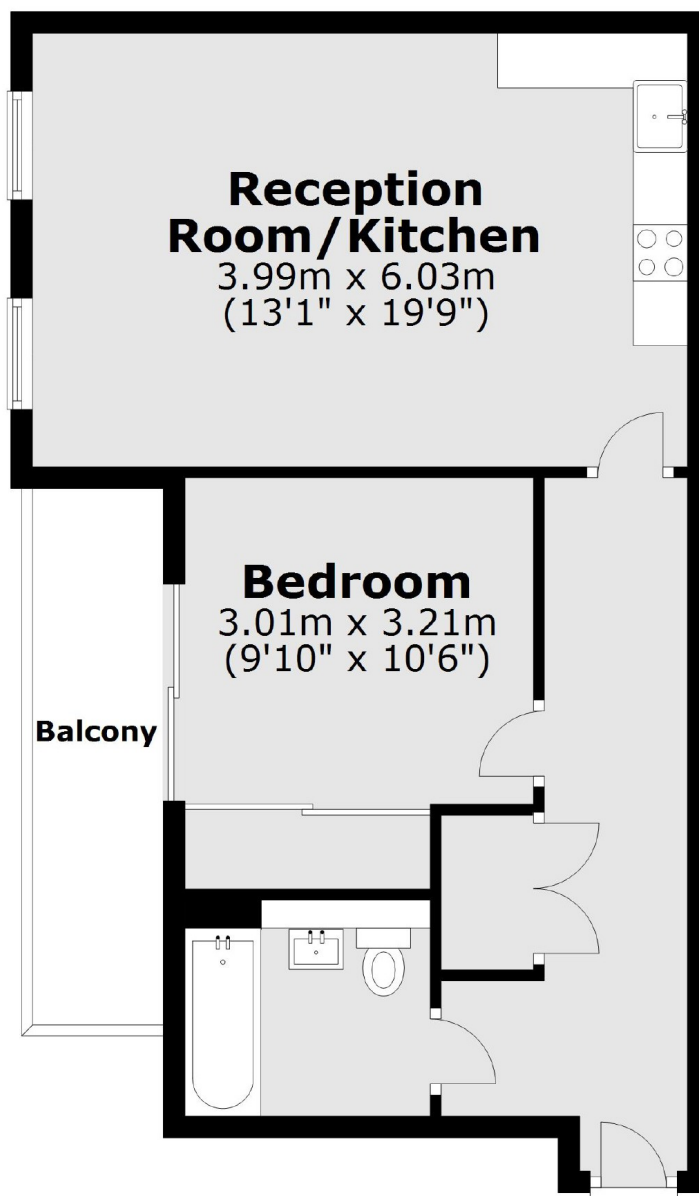 Reception
Room/Kitchen
3.99m x 6.03m
(13'1" x 19'9")
Bedroom
3.01m x 3.21m
(9'10" x 10'6")
Balcony